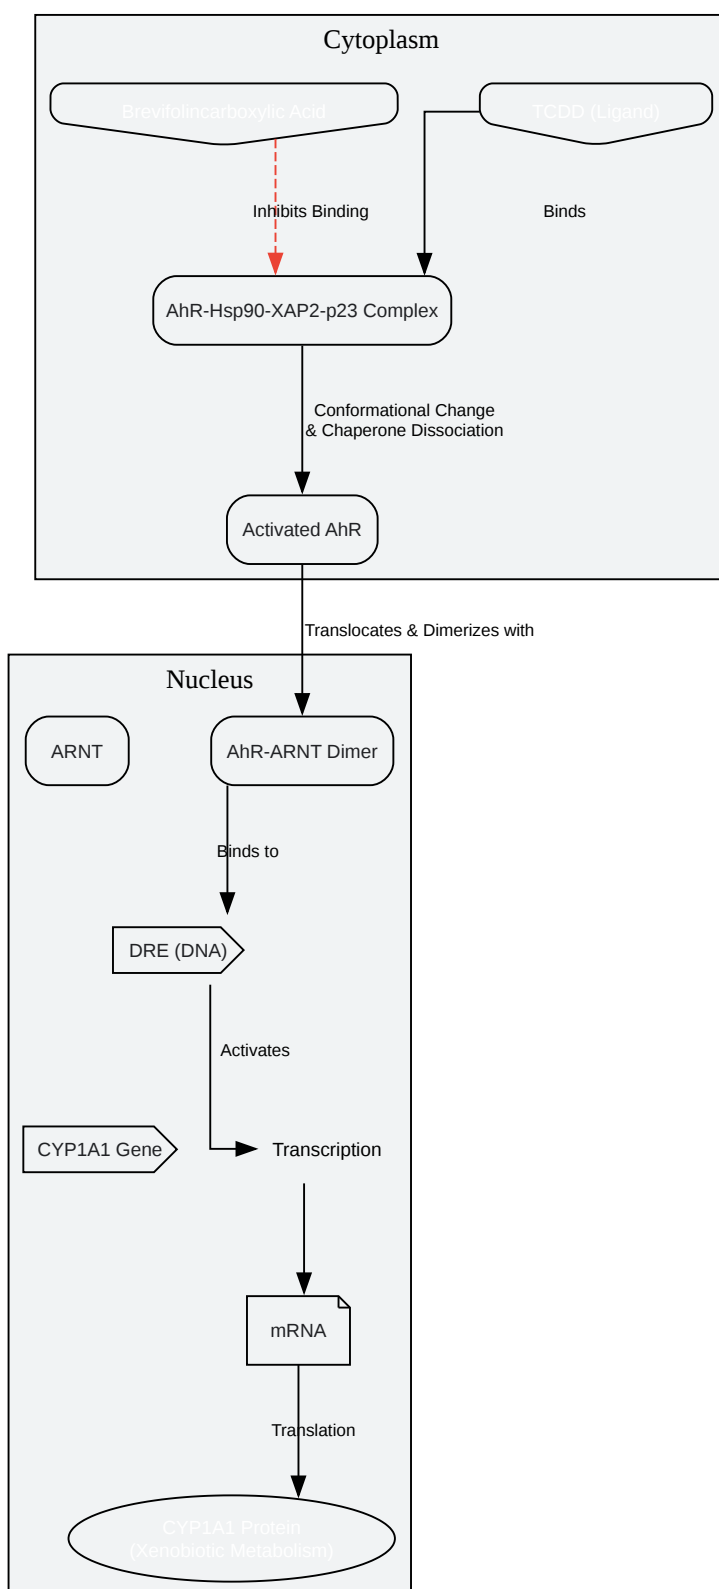 Cytoplasm
Brevifolincarboxylic Acid
TCDD (Ligand)
Inhibits Binding
Binds
AhR-Hsp90-XAP2-p23 Complex
Conformational Change
& Chaperone Dissociation
Activated AhR
Translocates & Dimerizes with
Nucleus
ARNT
AhR-ARNT Dimer
Binds to
DRE (DNA)
Activates
CYP1A1 Gene
Transcription
mRNA
Translation
CYP1A1 Protein
(Xenobiotic Metabolism)